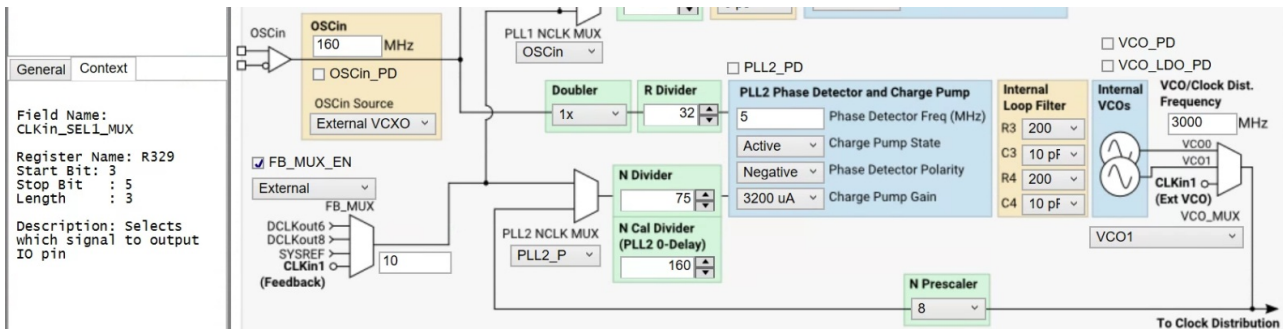 General Context
Field Name:
CLKin_SEL1_MUX
Register Name: R329
Start Bit: 3
Stop Bit  : 5
Length    : 3
Description: Selects
which signal to output
IO pin
OSCin
OSCin
160 MHz
OSCin_PD
OSCin Source
External VCXO
FB_MUX_EN
External
FB_MUX
DCLKout6
DCLKout8
SYSREF
CLKin1
(Feedback)
10
PLL1 NCLK MUX
OSCin
Doubler
1x
R Divider
32
N Divider
75
N Cal Divider
(PLL2 0-Delay)
160
PLL2 NCLK MUX
PLL2_P
PLL2_PD
PLL2 Phase Detector and Charge Pump
5 Phase Detector Freq (MHz)
Active Charge Pump State
Negative Phase Detector Polarity
3200 uA Charge Pump Gain
Internal
Loop Filter
R3 200
C3 10 pF
R4 200
C4 10 pF
Internal
VCOs
VCO_PD
VCO_LDO_PD
VCO/Clock Dist.
Frequency
3000 MHz
VCO0
VCO1
CLKin1
(Ext VCO)
VCO_MUX
VCO1
N Prescaler
8
To Clock Distribution